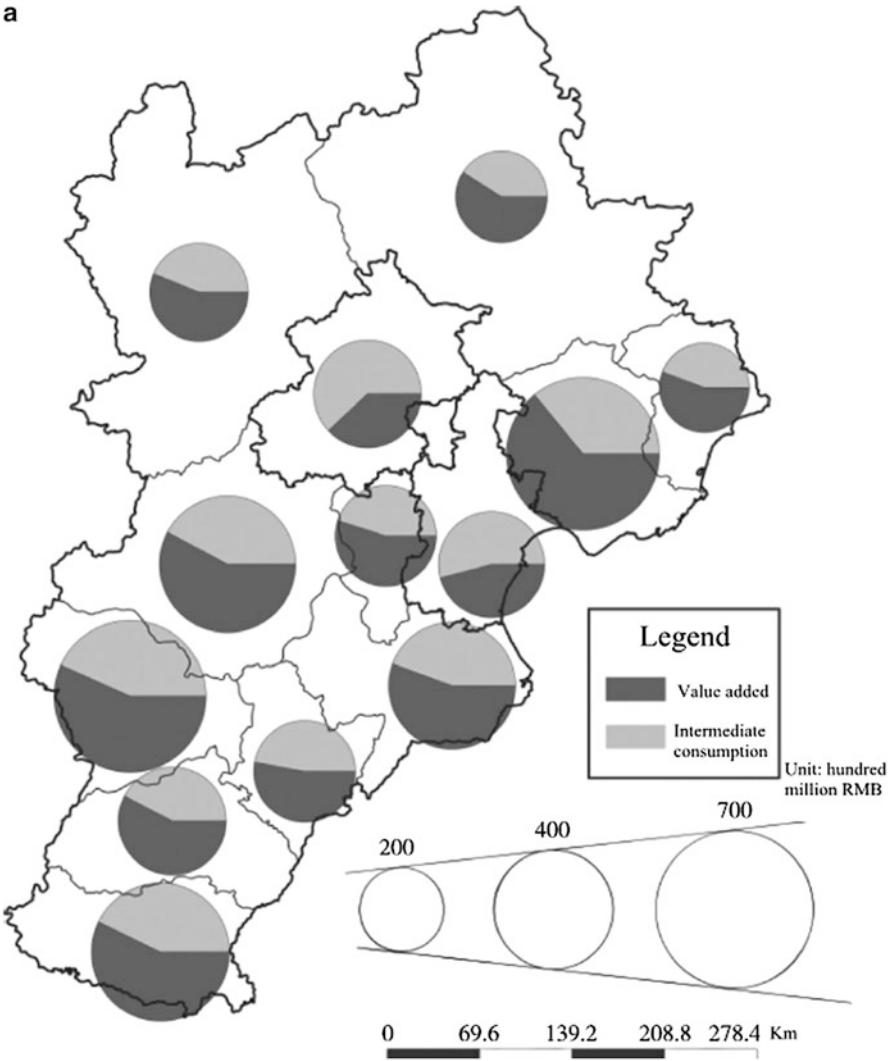 a
Legend
Value added
Intermediate
consumption
Unit: hundred
million RMB
200
400
700
0 69.6 139.2 208.8 278.4 Km